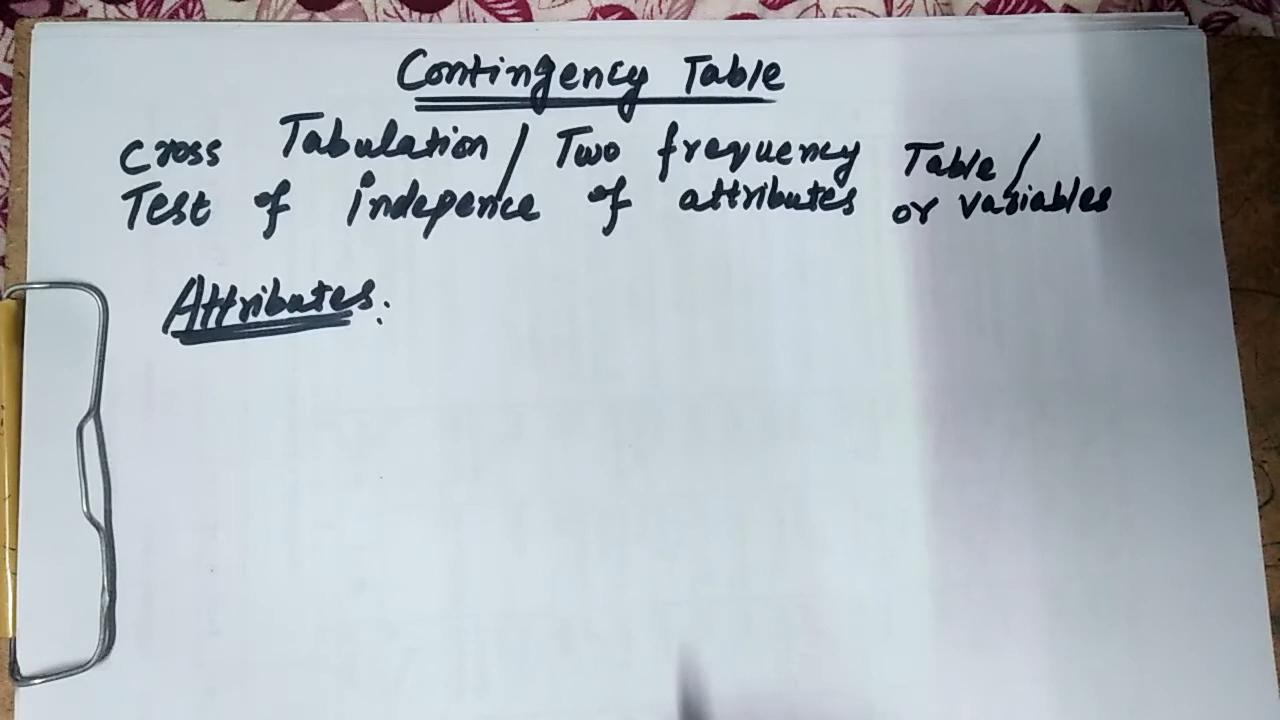 Contingency Table
Cross Tabulation / Two frequency Table /
Test of indepence of attributes or variables
Attributes: